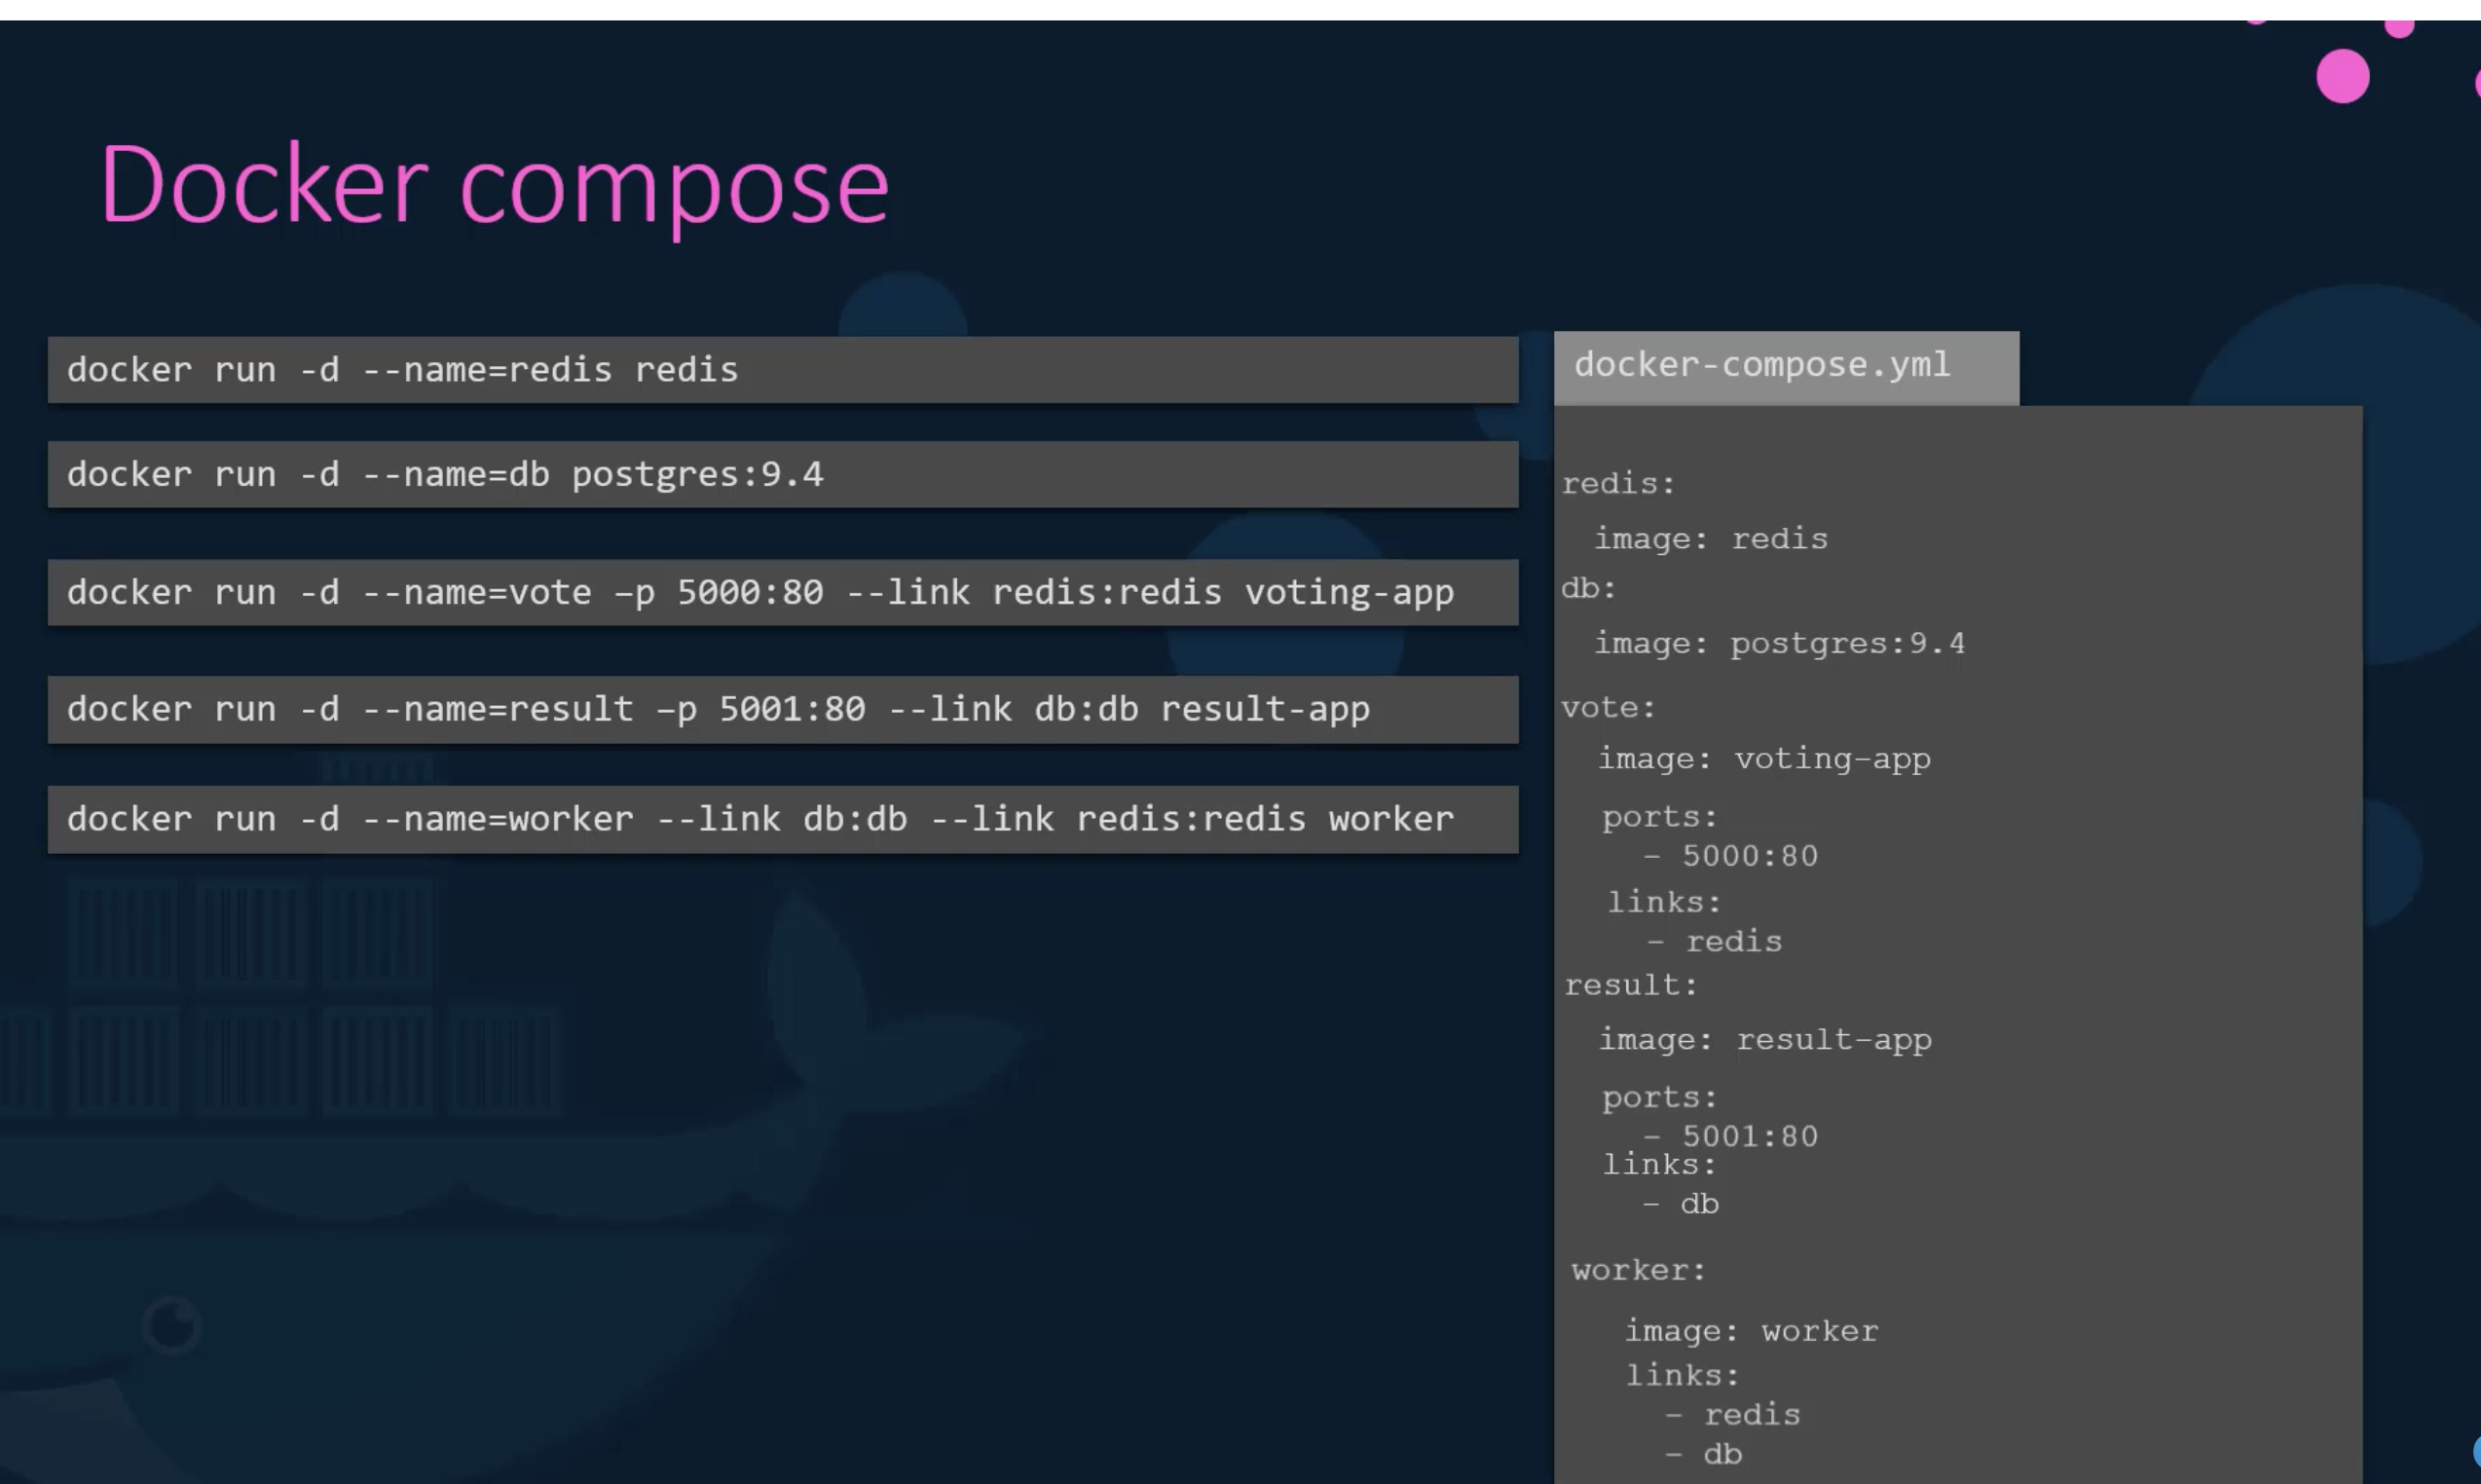 Docker compose
docker run -d --name=redis redis
docker run -d --name=db postgres:9.4
docker run -d --name=vote –p 5000:80 --link redis:redis voting-app
docker run -d --name=result –p 5001:80 --link db:db result-app
docker run -d --name=worker --link db:db --link redis:redis worker
docker-compose.yml
redis:
image: redis
db:
image: postgres:9.4
vote:
image: voting-app
ports:
- 5000:80
links:
- redis
result:
image: result-app
ports:
- 5001:80
links:
- db
worker:
image: worker
links:
- redis
- db